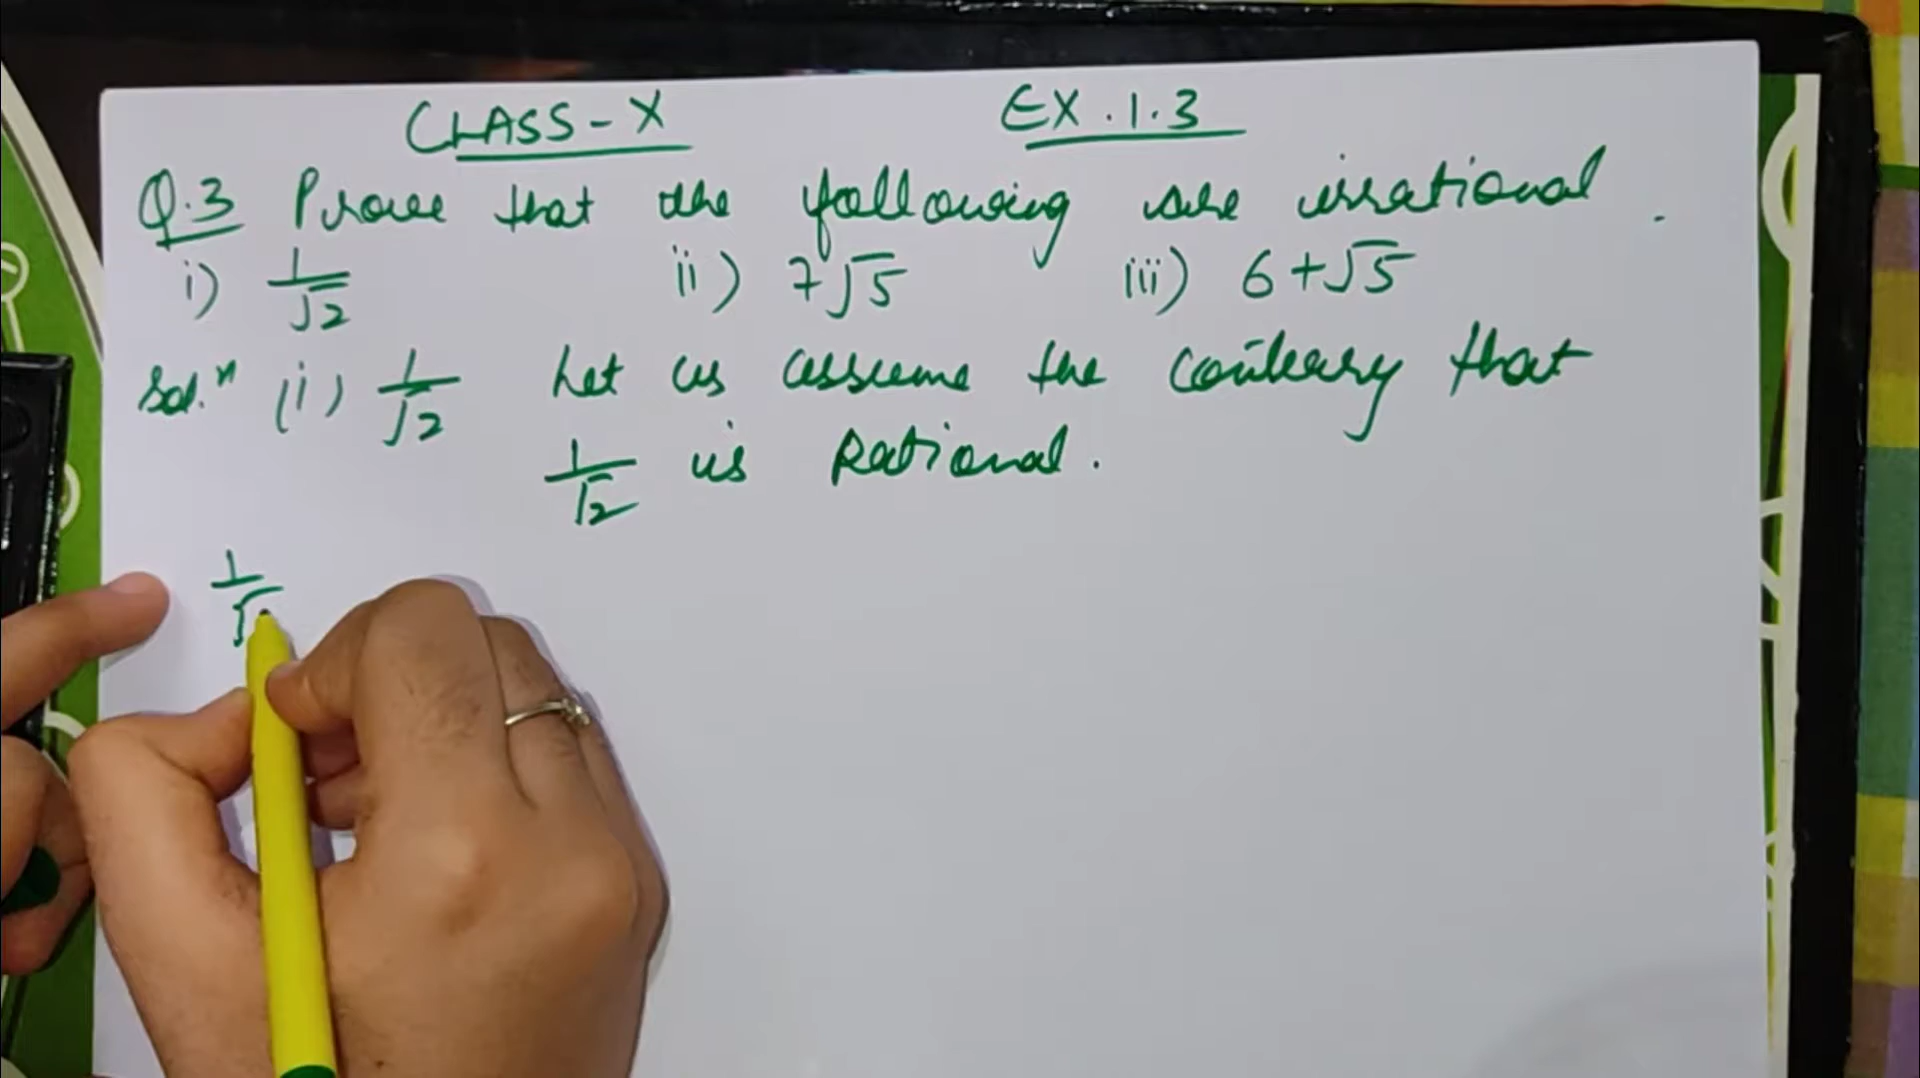 CLASS-X EX.1.3
Q.3 Prove that the following are irrational.
i) 1/√2 ii) 7√5 iii) 6+√5
Sol.ⁿ (i) 1/√2 Let us assume the contrary that
1/√2 is Rational.
1/√